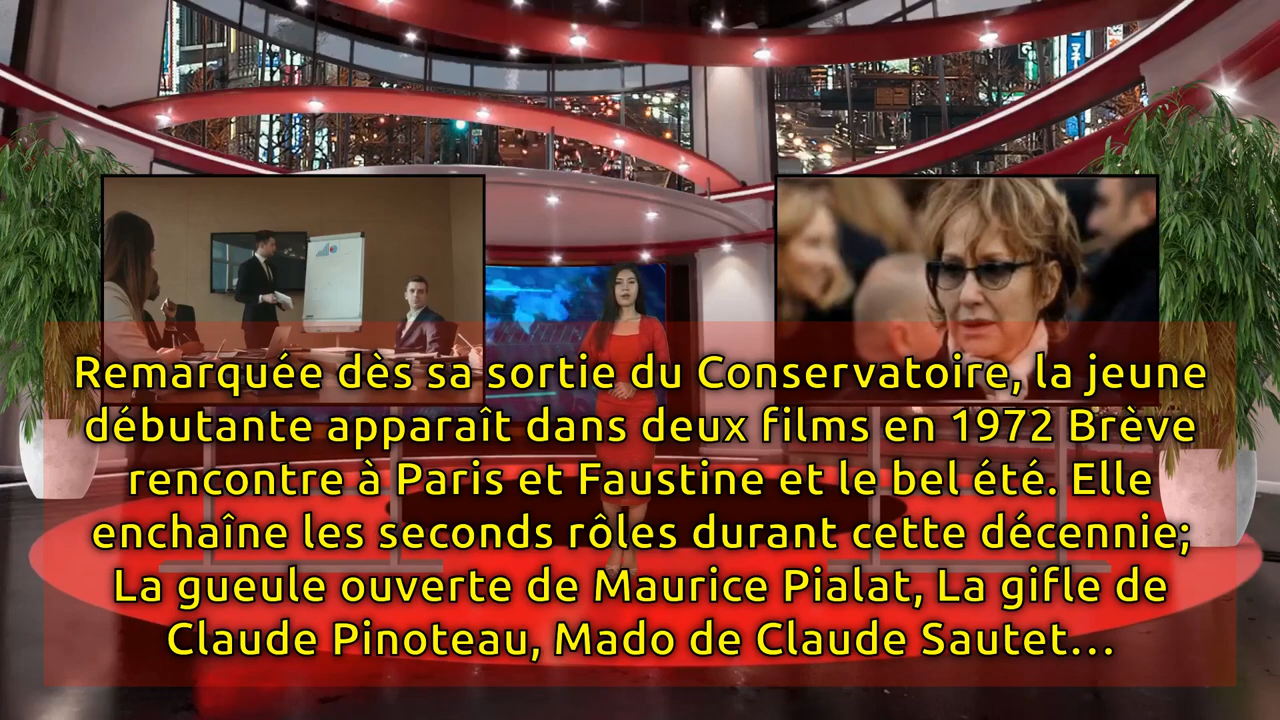 Remarquée dès sa sortie du Conservatoire, la jeune
débutante apparaît dans deux films en 1972 Brève
rencontre à Paris et Faustine et le bel été. Elle
enchaîne les seconds rôles durant cette décennie;
La gueule ouverte de Maurice Pialat, La gifle de
Claude Pinoteau, Mado de Claude Sautet...